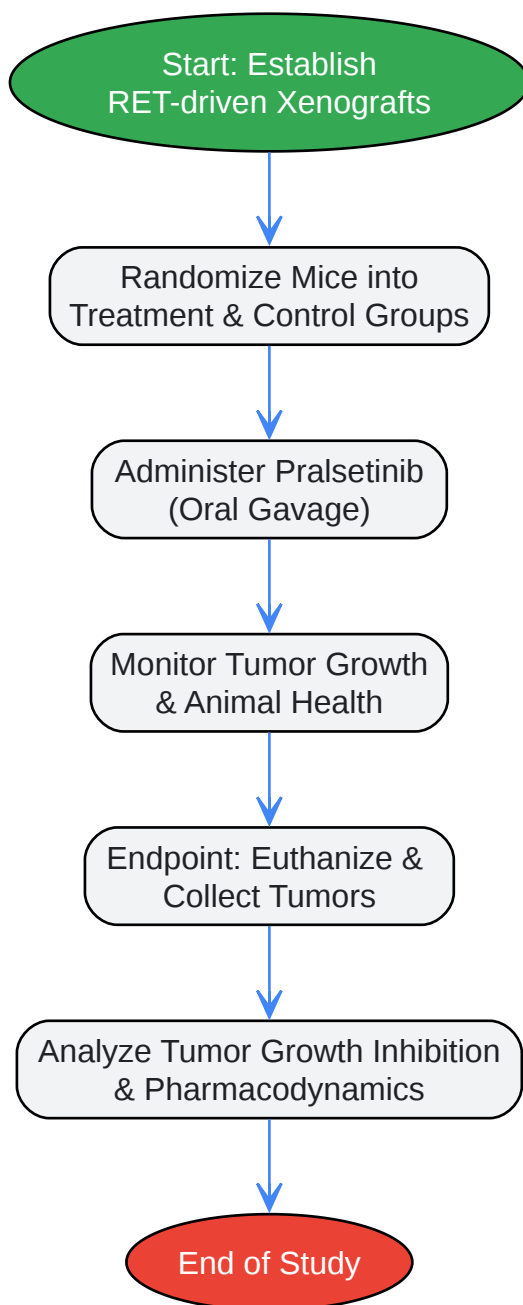 Start: Establish
RET-driven Xenografts
Randomize Mice into
Treatment & Control Groups
Administer Pralsetinib
(Oral Gavage)
Monitor Tumor Growth
& Animal Health
Endpoint: Euthanize &
Collect Tumors
Analyze Tumor Growth Inhibition
& Pharmacodynamics
End of Study